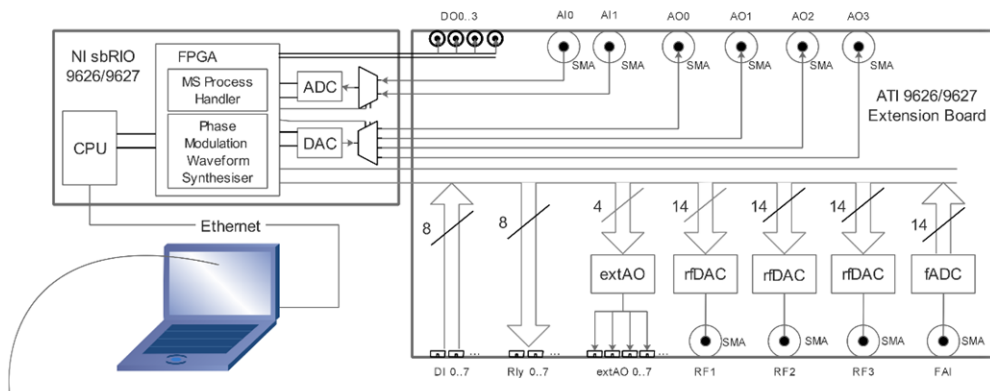 DO0..3 AI0 AI1 AO0 AO1 AO2 AO3
NI sbRIO
9626/9627
FPGA
MS Process
Handler
ADC
SMA SMA SMA SMA SMA SMA
ATI 9626/9627
Extension Board
CPU
Phase
Modulation
Waveform
Synthesiser
DAC
Ethernet
8 8 4 14 14 14 14
extAO rfDAC rfDAC rfDAC fADC
SMA SMA SMA SMA
... ... ...
DI 0..7 Rly 0..7 extAO 0..7 RF1 RF2 RF3 FAI